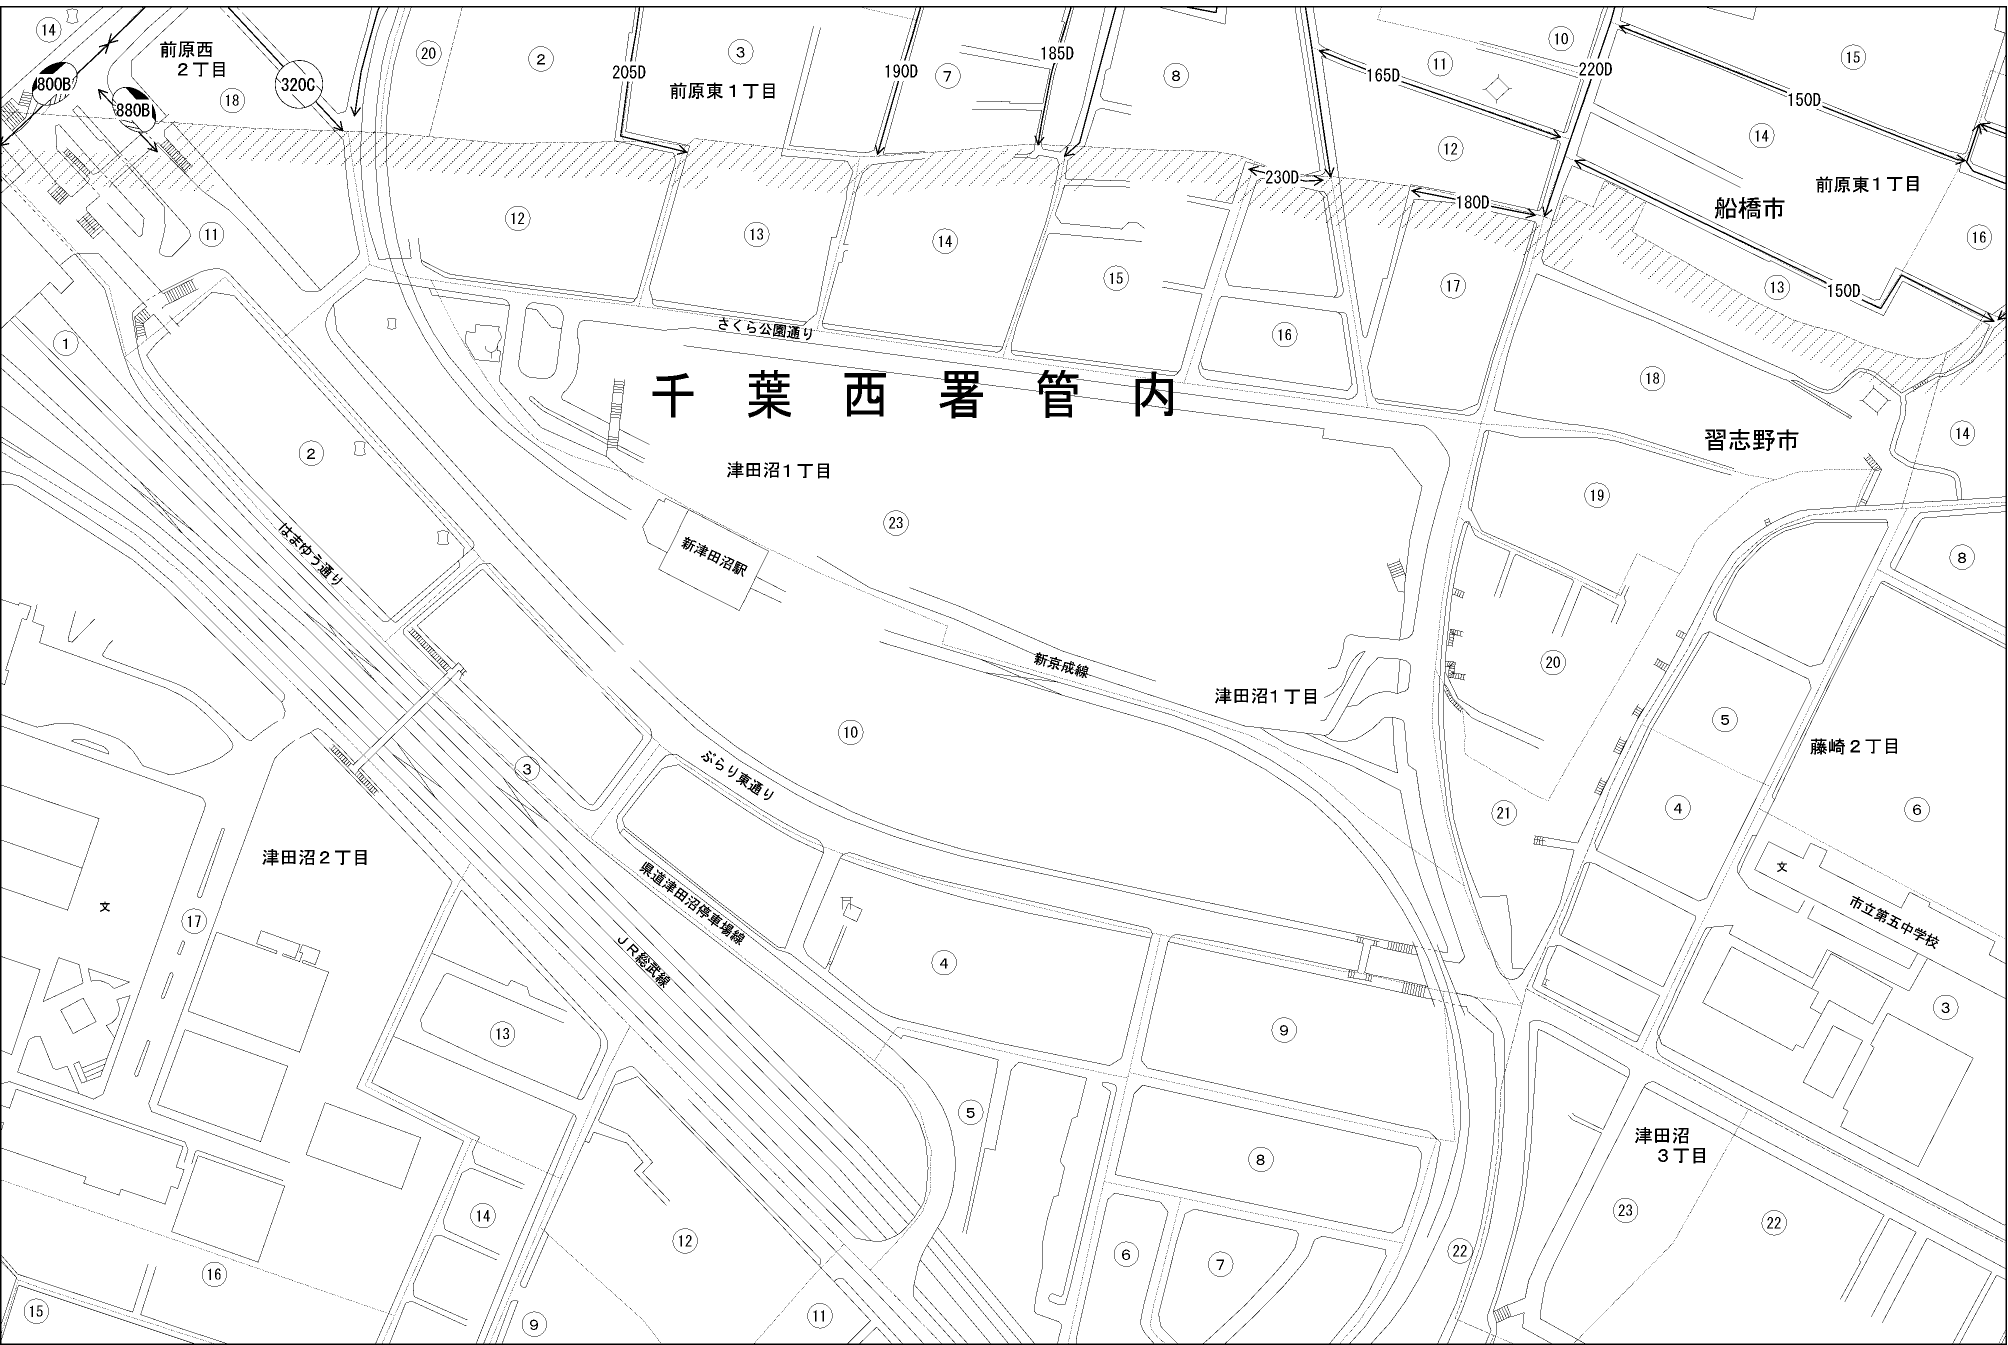 14
800B
880B
前原西
２丁目
18
320C
20
2
205D
3
前原東１丁目
190D
7
185D
8
165D
11
10
220D
15
150D
14
12
前原東１丁目
船橋市
16
11
12
13
14
15
230D
180D
17
13
150D
1
さくら公園通り
16
18
千葉西署管内
習志野市
14
2
津田沼１丁目
19
23
はまゆう通り
新津田沼駅
8
新京成線
津田沼１丁目
20
5
10
藤崎２丁目
3
ぷらり東通り
21
4
6
津田沼２丁目
文
文
17
県道津田沼停車場線
市立第五中学校
ＪＲ総武線
4
3
13
9
5
津田沼
３丁目
8
14
12
23
22
6
7
22
16
15
9
11